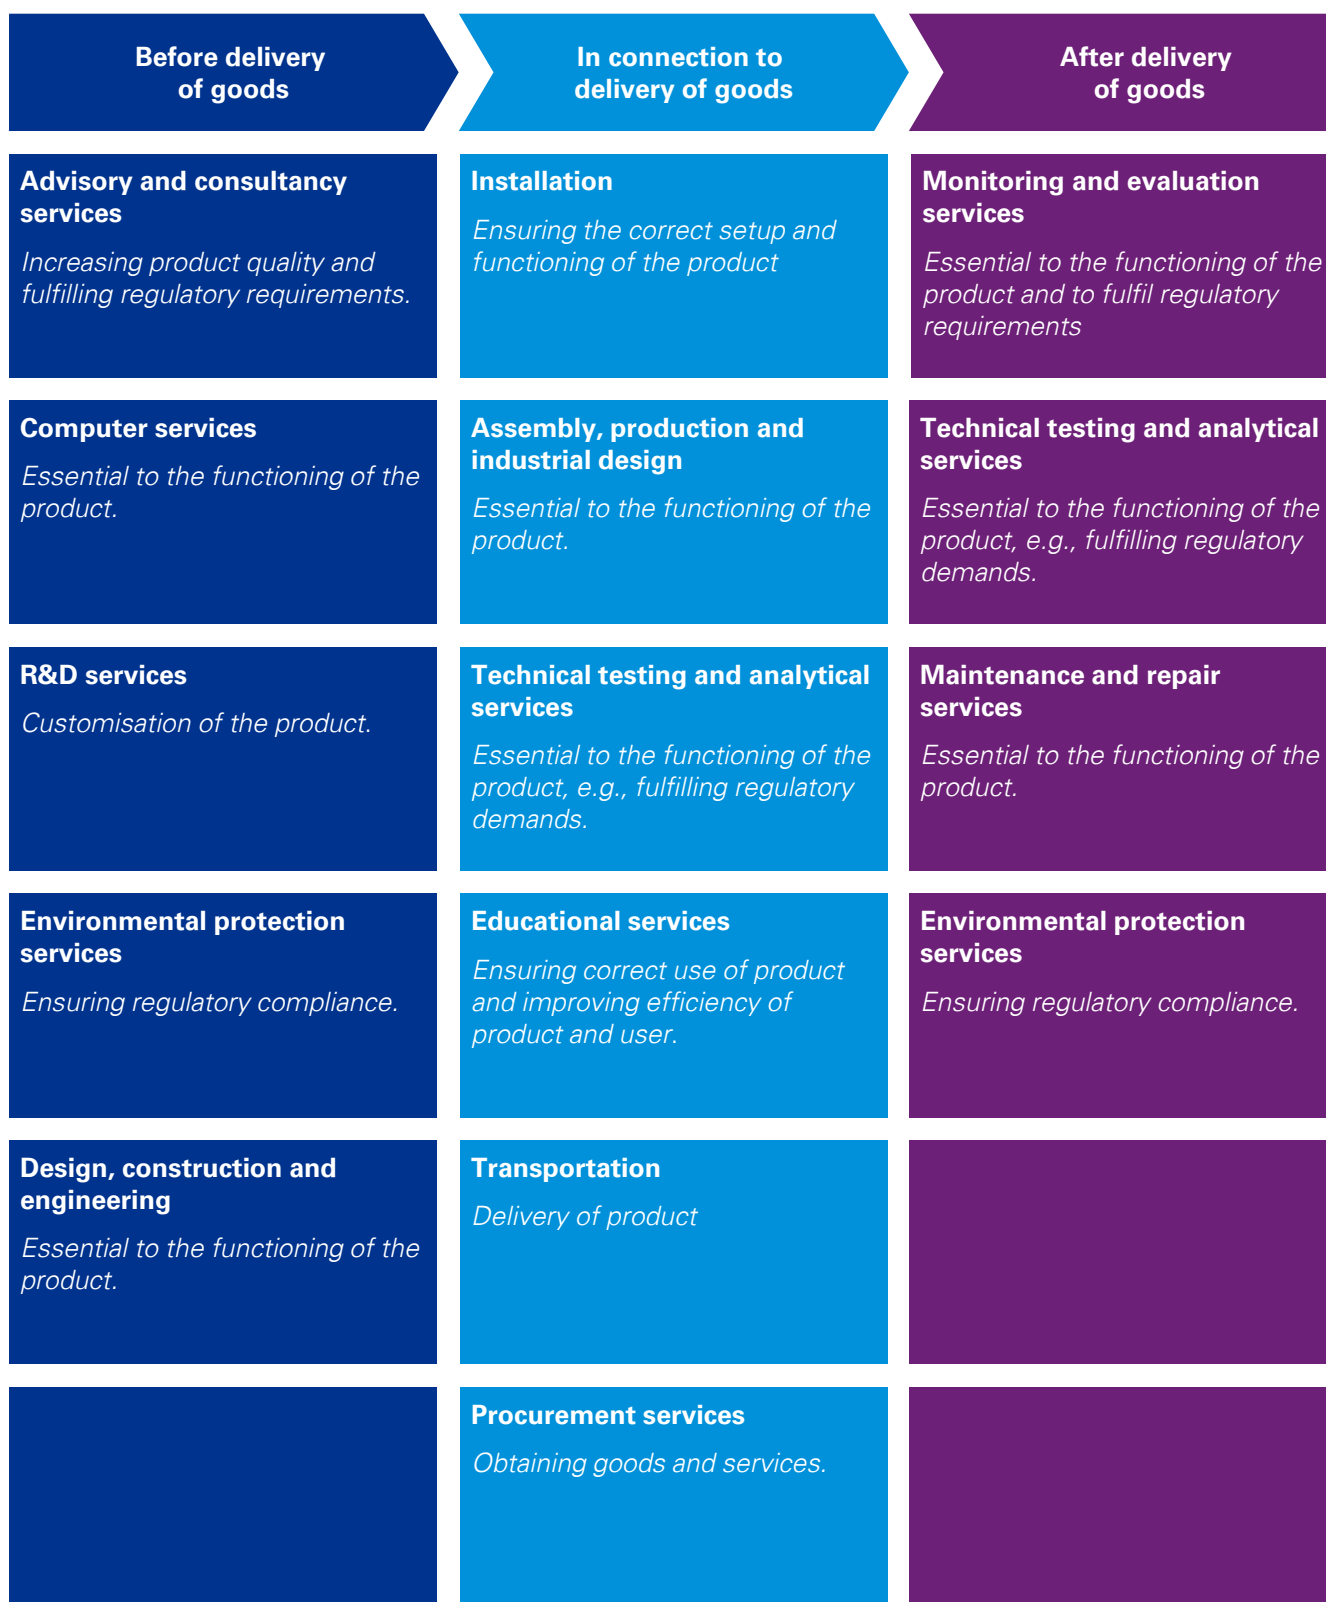 Before delivery
of goods
In connection to
delivery of goods
After delivery
of goods
Advisory and consultancy
services
Increasing product quality and
fulfilling regulatory requirements.
Installation
Ensuring the correct setup and
functioning of the product
Monitoring and evaluation
services
Essential to the functioning of the
product and to fulfil regulatory
requirements
Computer services
Essential to the functioning of the
product.
Assembly, production and
industrial design
Essential to the functioning of the
product.
Technical testing and analytical
services
Essential to the functioning of the
product, e.g., fulfilling regulatory
demands.
R&D services
Customisation of the product.
Technical testing and analytical
services
Essential to the functioning of the
product, e.g., fulfilling regulatory
demands.
Maintenance and repair
services
Essential to the functioning of the
product.
Environmental protection
services
Ensuring regulatory compliance.
Educational services
Ensuring correct use of product
and improving efficiency of
product and user.
Environmental protection
services
Ensuring regulatory compliance.
Design, construction and
engineering
Essential to the functioning of the
product.
Transportation
Delivery of product
Procurement services
Obtaining goods and services.